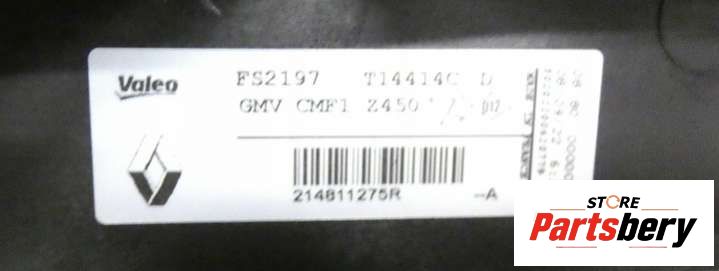 Valeo
FS2197 T14414C D
GMV CMF1 Z450
214811275R -A
STORE
Partsbery